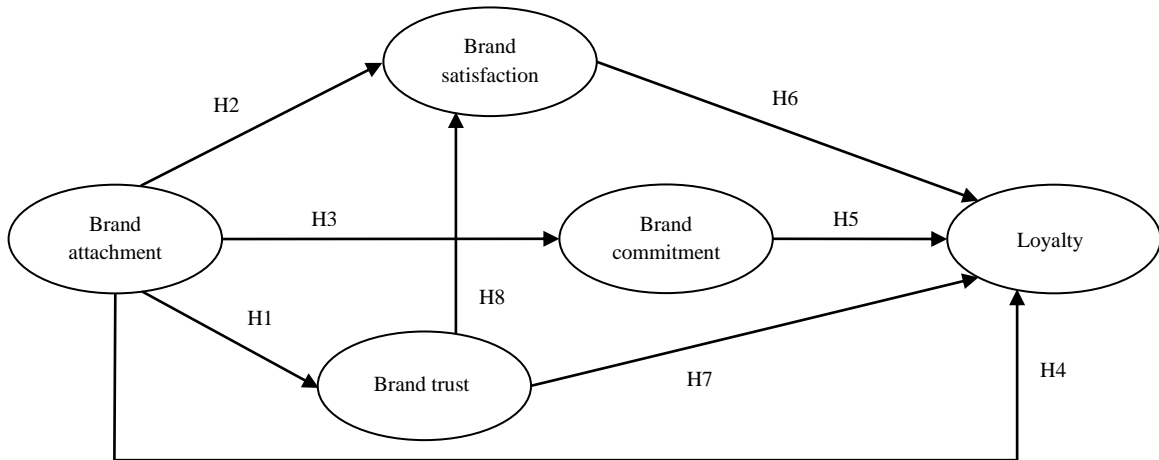 Brand
satisfaction
H2
H6
Brand
attachment
H3
Brand
commitment
H5
Loyalty
H8
H1
Brand trust
H7
H4